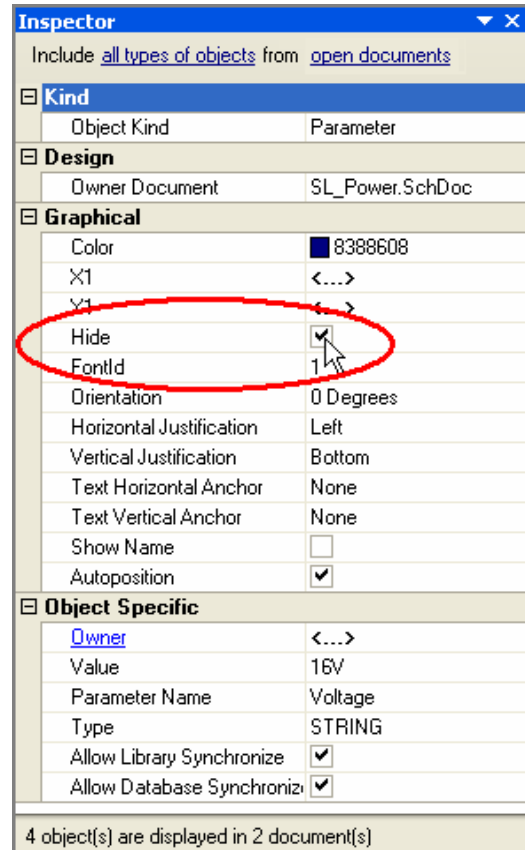 Inspector
Include all types of objects from open documents
Kind
Object Kind Parameter
Design
Owner Document SL_Power.SchDoc
Graphical
Color 8388608
X1 <...>
Y1 <...>
Hide
FontId 1
Orientation 0 Degrees
Horizontal Justification Left
Vertical Justification Bottom
Text Horizontal Anchor None
Text Vertical Anchor None
Show Name
Autoposition
Object Specific
Owner <...>
Value 16V
Parameter Name Voltage
Type STRING
Allow Library Synchronize
Allow Database Synchroniz
4 object(s) are displayed in 2 document(s)